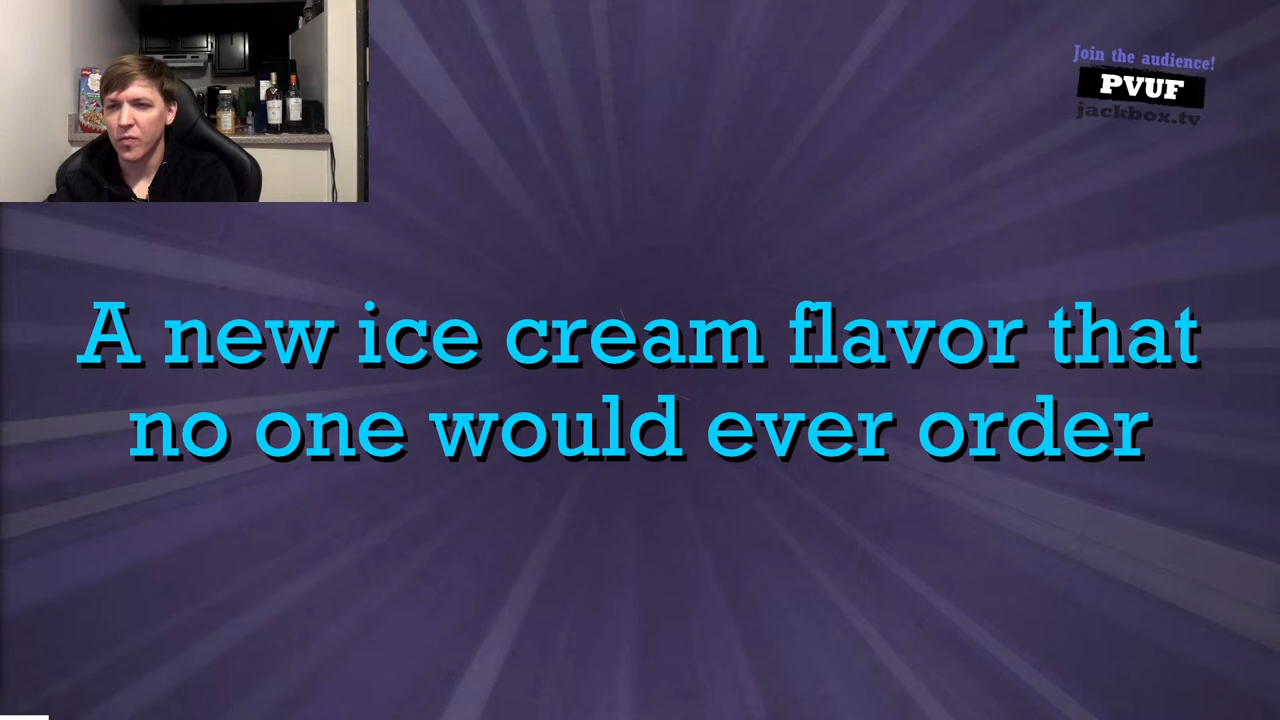 Join the audience!
PVUF
jackbox.tv
A new ice cream flavor that
no one would ever order